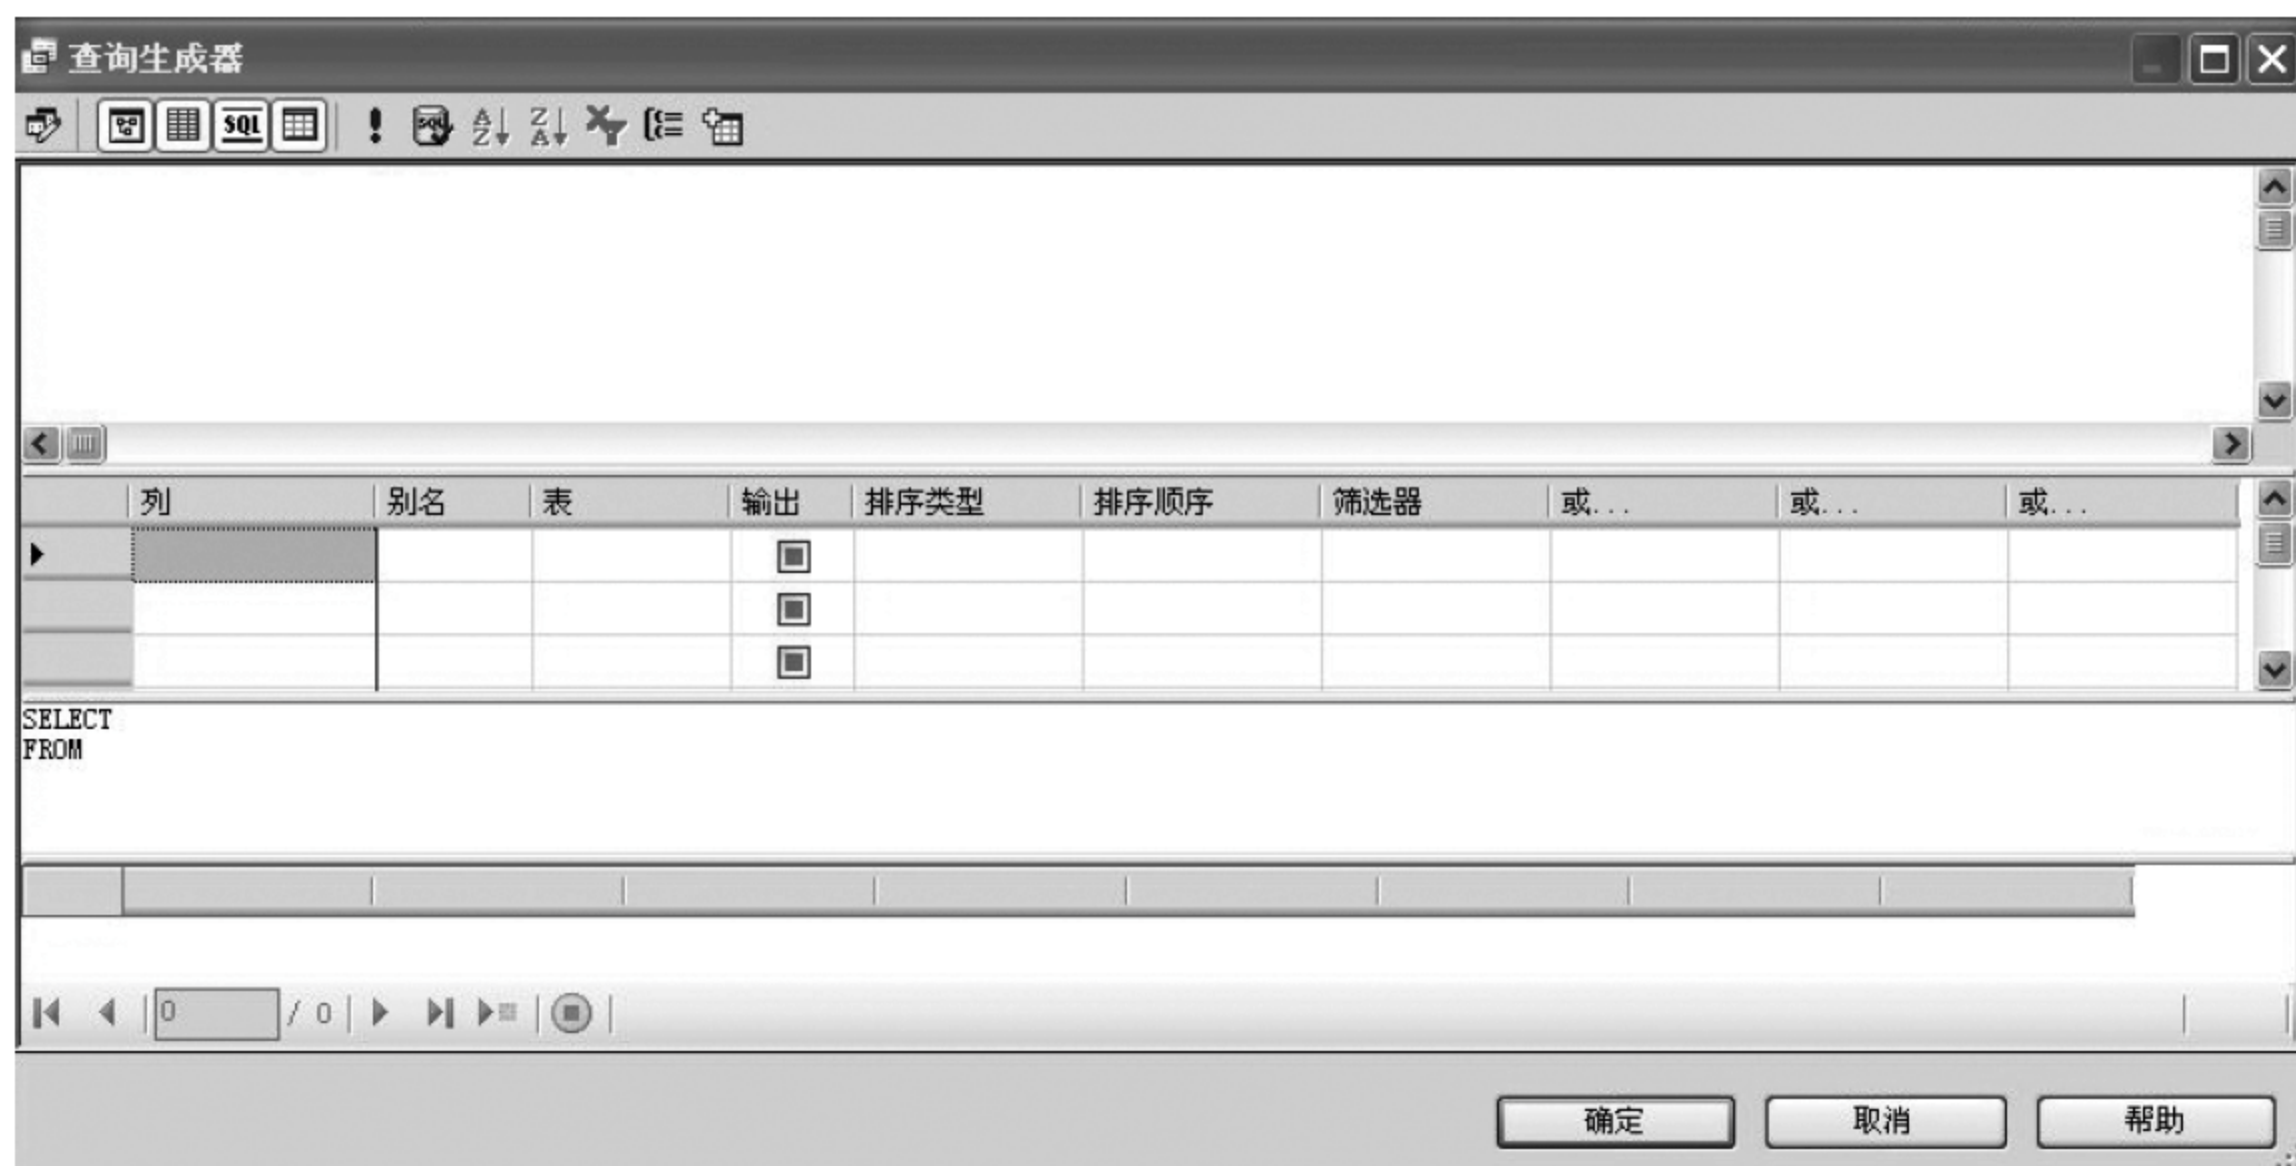 查询生成器
SQL
列 别名 表 输出 排序类型 排序顺序 筛选器 或... 或... 或...
SELECT
FROM
0 / 0
确定 取消 帮助